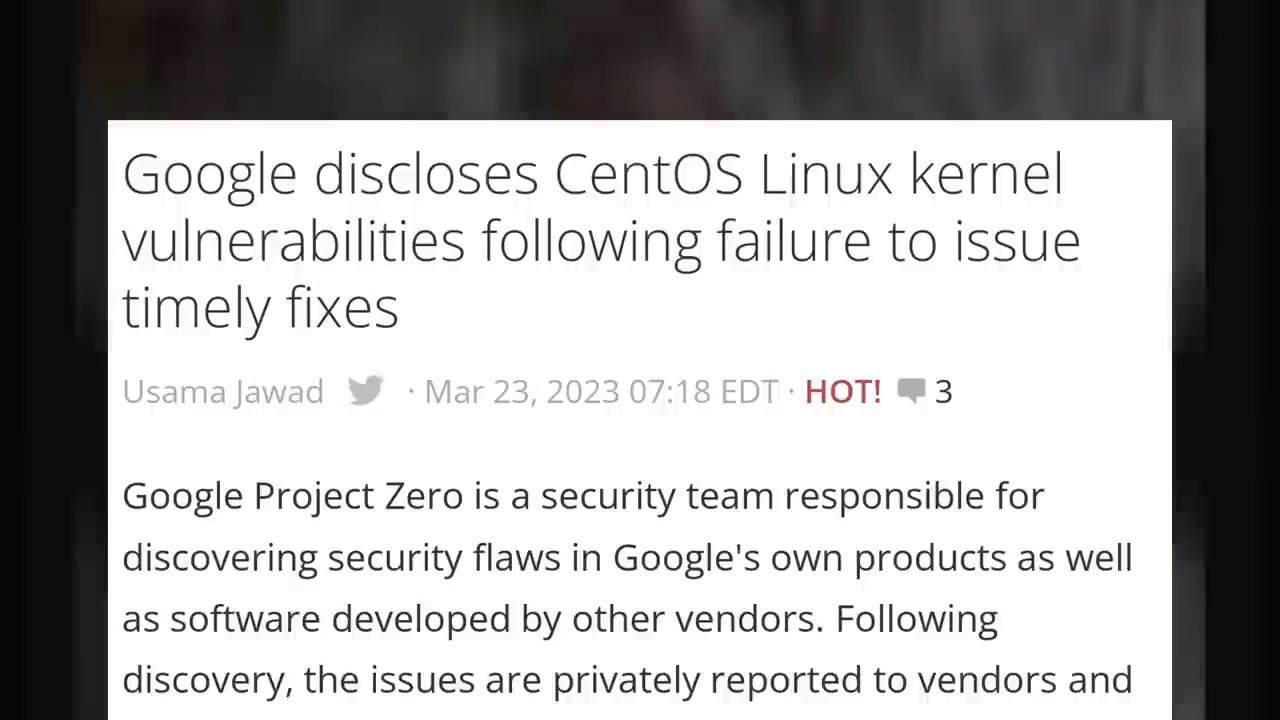 Google discloses CentOS Linux kernel
vulnerabilities following failure to issue
timely fixes
Usama Jawad · Mar 23, 2023 07:18 EDT · HOT! 3
Google Project Zero is a security team responsible for
discovering security flaws in Google's own products as well
as software developed by other vendors. Following
discovery, the issues are privately reported to vendors and